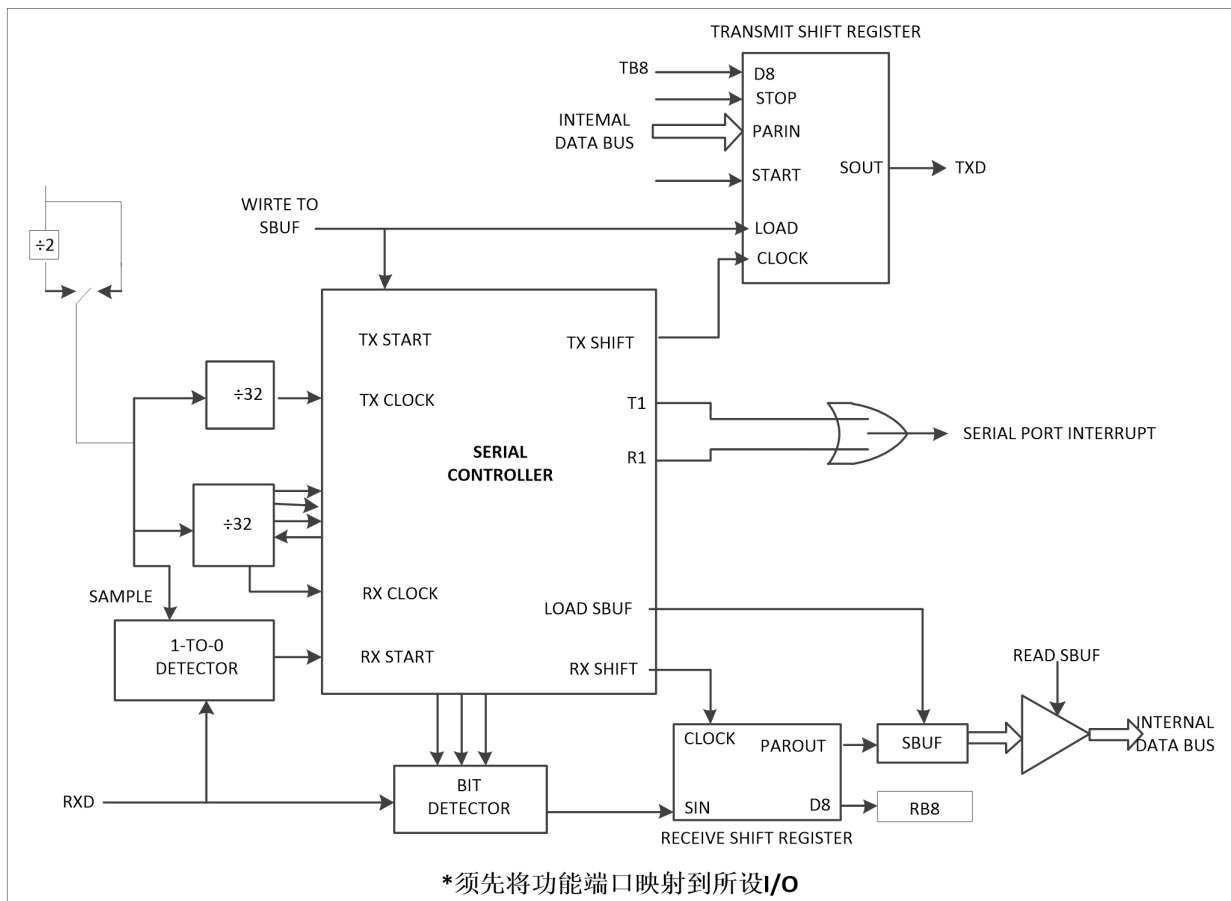 TRANSMIT SHIFT REGISTER
TB8
D8
STOP
INTEMAL
DATA BUS
PARIN
START
SOUT
TXD
WIRTE TO
SBUF
LOAD
CLOCK
÷2
TX START
TX SHIFT
÷32
TX CLOCK
T1
SERIAL
CONTROLLER
R1
SERIAL PORT INTERRUPT
÷32
SAMPLE
RX CLOCK
LOAD SBUF
1-TO-0
DETECTOR
RX START
RX SHIFT
READ SBUF
CLOCK
PAROUT
SBUF
INTERNAL
DATA BUS
RXD
BIT
DETECTOR
SIN
D8
RB8
RECEIVE SHIFT REGISTER
*须先将功能端口映射到所设I/O